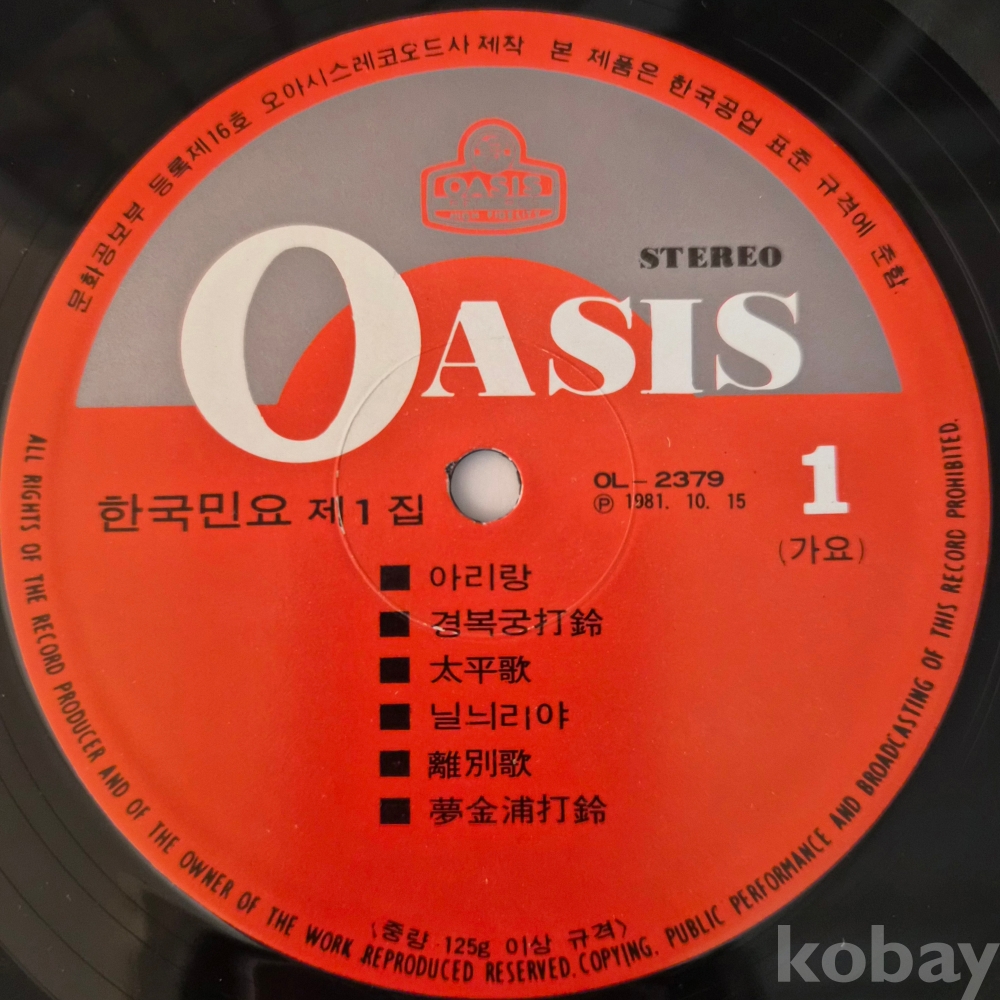 문화공보부 등록제16호 오아시스레코오드사 제작 본 제품은 한국공업 표준 규격에 준함.
OASIS
HIGH FIDELITY
STEREO
OASIS
한국민요 제1집
OL-2379
Ⓟ 1981. 10. 15
1
(가요)
■ 아리랑
■ 경복궁打鈴
■ 太平歌
■ 닐늬리야
■ 離別歌
■ 夢金浦打鈴
〈중량 125g 이상 규격〉
ALL RIGHTS OF THE RECORD PRODUCER AND OF THE OWNER OF THE WORK REPRODUCED RESERVED. COPYING, PUBLIC PERFORMANCE AND BROADCASTING OF THIS RECORD PROHIBITED.
kobay